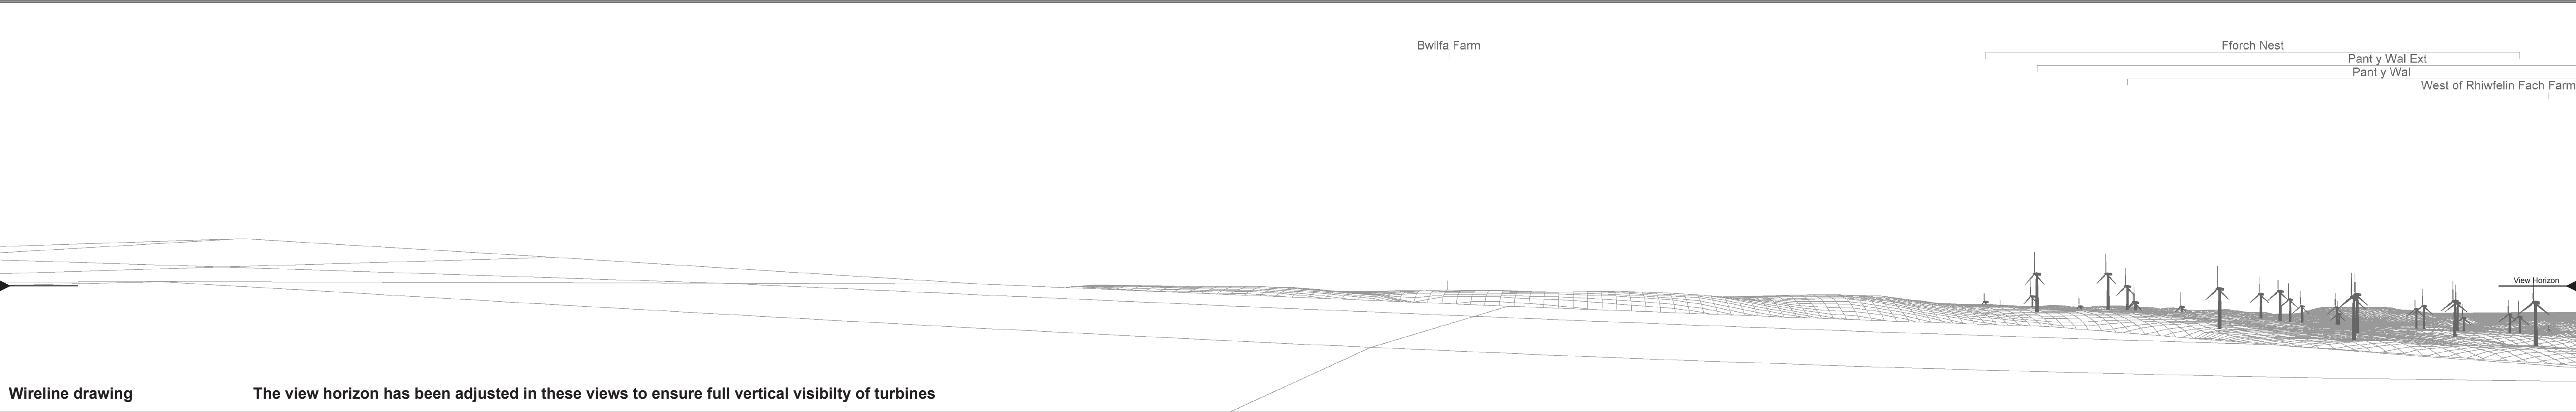 Bwllfa Farm
Fforch Nest
Pant y Wal Ext
Pant y Wal
West of Rhiwfelin Fach Farm
View Horizon
Wireline drawing
The view horizon has been adjusted in these views to ensure full vertical visibilty of turbines